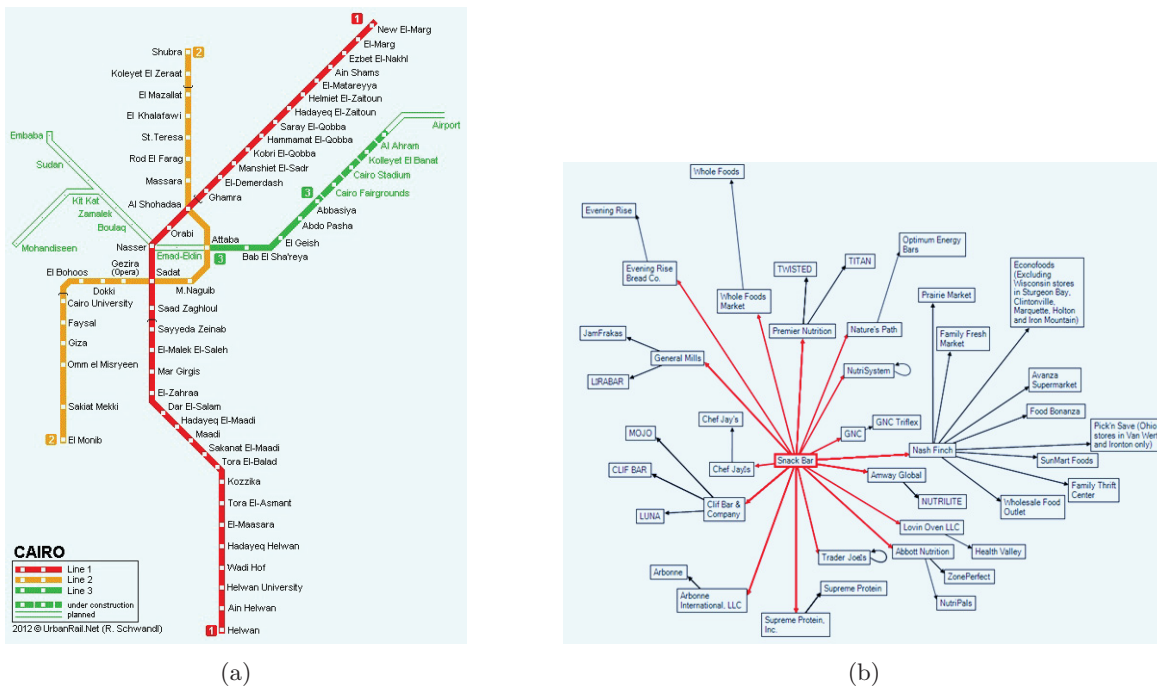 1
New El-Marg
El-Marg
Ezbet El-Nakhl
Ain Shams
El-Matareyya
Helmiet El-Zaitoun
Hadayeq El-Zaitoun
Saray El-Qobba
Hammamat El-Qobba
Kobri El-Qobba
Manshiet El-Sadr
El-Demerdash
Ghamra
Shubra
2
Koleyet El Zeraat
El Mazallat
El Khalafawi
St.Teresa
Rod El Farag
Massara
Al Shohadaa
Orabi
Airport
Al Ahram
Kolleyet El Banat
Cairo Stadium
Cairo Fairgrounds
3
Abbasiya
Abdo Pasha
El Geish
Bab El Sha'reya
Attaba
3
Emad-Eldin
Embaba
Sudan
Kit Kat
Zamalek
Boulaq
Mohandiseen
Nasser
Gezira
(Opera)
Sadat
M.Naguib
El Bohoos
Dokki
Cairo University
Faysal
Giza
Omm el Misryeen
Sakiat Mekki
2
El Monib
Saad Zaghloul
Sayyeda Zeinab
El-Malek El-Saleh
Mar Girgis
El-Zahraa
Dar El-Salam
Hadayeq El-Maadi
Maadi
Sakanat El-Maadi
Tora El-Balad
Kozzika
Tora El-Asmant
El-Maasara
Hadayeq Helwan
Wadi Hof
Helwan University
Ain Helwan
1
Helwan
CAIRO
Line 1
Line 2
Line 3
under construction
planned
2012 © UrbanRail.Net (R. Schwandl)
(a)
Whole Foods
Evening Rise
Evening Rise
Bread Co.
Whole Foods
Market
TWISTED
TITAN
Premier Nutrition
Optimum Energy
Bars
Nature's Path
Prairie Market
Family Fresh
Market
Econofoods
(Excluding
Wisconsin stores
in Sturgeon Bay,
Clintonville,
Marquette, Holton
and Iron Mountain)
JamFrakas
General Mills
LIRABAR
NutriSystem
Avanza
Supermarket
Food Bonanza
Pick'n Save (Ohio
stores in Van Wert
and Ironton only)
Chef Jay's
GNC
GNC Triflex
MOJO
Snack Bar
Nash Finch
SunMart Foods
CLIF BAR
Chef Jay|s
Amway Global
Family Thrift
Center
LUNA
Clif Bar &
Company
NUTRILITE
Wholesale Food
Outlet
Lovin Oven LLC
Trader Joe|s
Abbott Nutrition
Health Valley
ZonePerfect
Arbonne
Arbonne
International, LLC
Supreme Protein
NutriPals
Supreme Protein,
Inc.
(b)